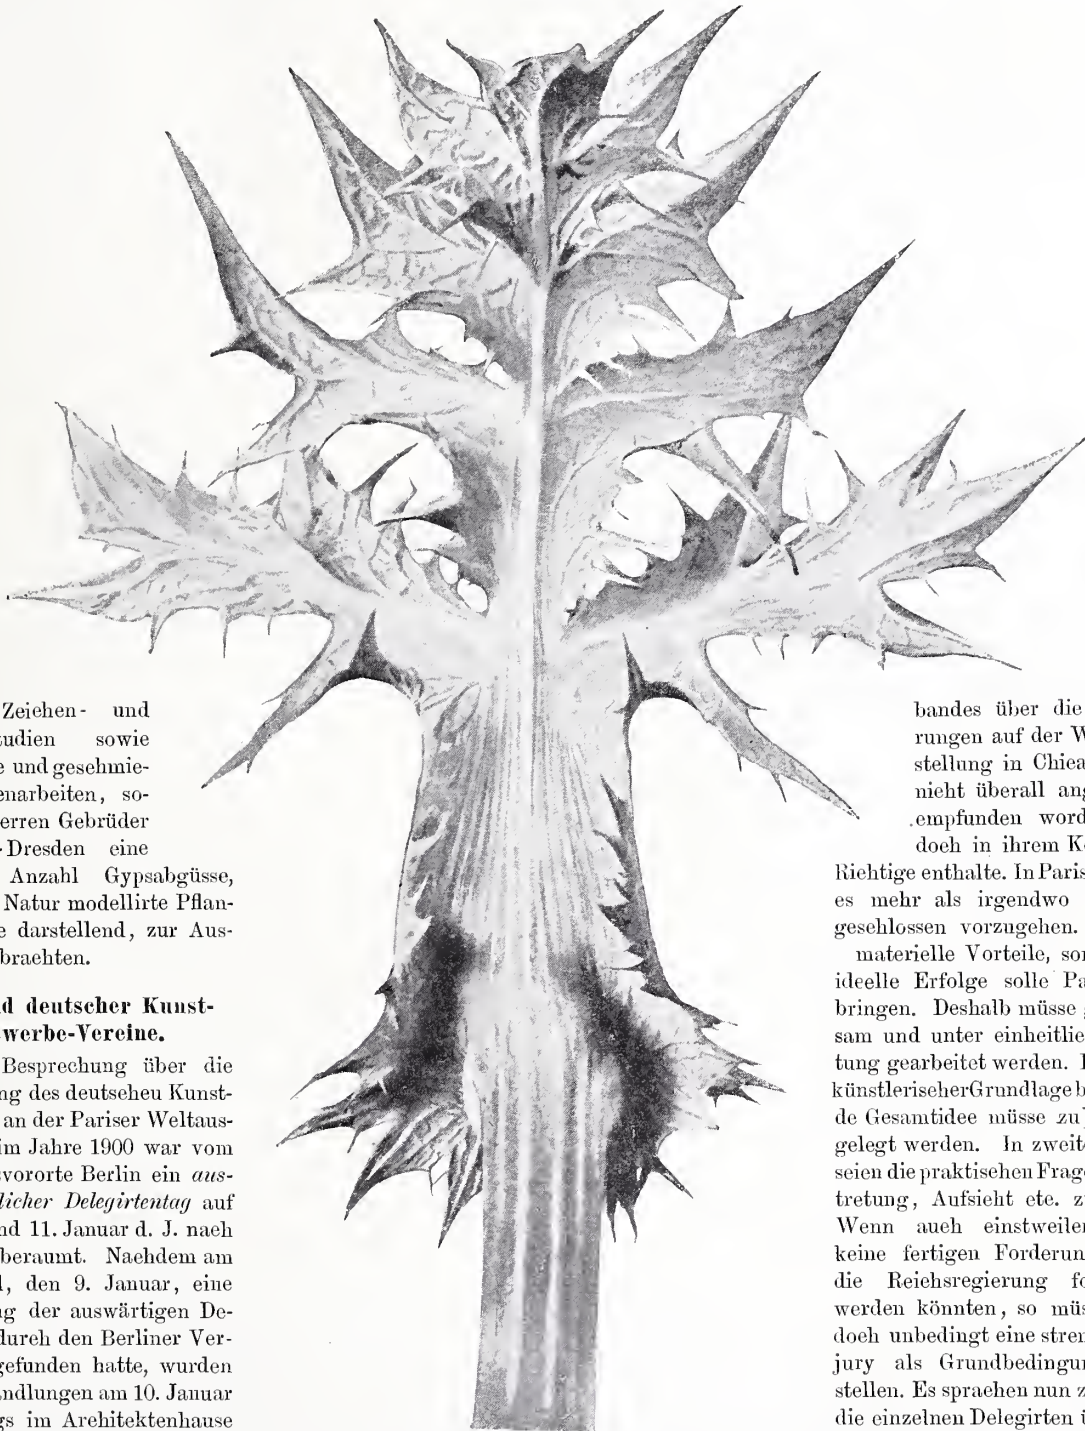 Zeichen- und
tudien sowie
e und geschmie-
enarbeiten, so-
erren Gebrüder
-Dresden eine
Anzahl Gypsabgüsse,
Natur modellirte Pflan-
e darstellend, zur Aus-
brachten.
d deutscher Kunst-
werbe-Vereine.
Besprechung über die
ng des deutschen Kunst-
an der Pariser Weltaus-
im Jahre 1900 war vom
svororte Berlin ein aus-
licher Delegirtentag auf
nd 11. Januar d. J. nach
beraumt. Nachdem am
l, den 9. Januar, eine
ng der auswärtigen De-
durch den Berliner Ver-
gefunden hatte, wurden
andlungen am 10. Januar
gs im Architektenhause
bandes über die
rungen auf der W
stellung in Chica
nicht überall ang
empfunden word
doch in ihrem K
Richtige enthalte. In Paris
es mehr als irgendwo
geschlossen vorzugehen.
materielle Vorteile, son
ideelle Erfolge solle Pa
bringen. Deshalb müsse
sam und unter einheitlic
tung gearbeitet werden.
künstlerischer Grundlage b
de Gesamtidee müsse zu
gelegt werden. In zweit
seien die praktischen Frage
tretung, Aufsicht etc. z
Wenn auch einstweilen
keine fertigen Forderun
die Reichsregierung fo
werden könnten, so müs
doch unbedingt eine stren
jury als Grundbedingun
stellen. Es sprachen nun z
die einzelnen Delegirten ü